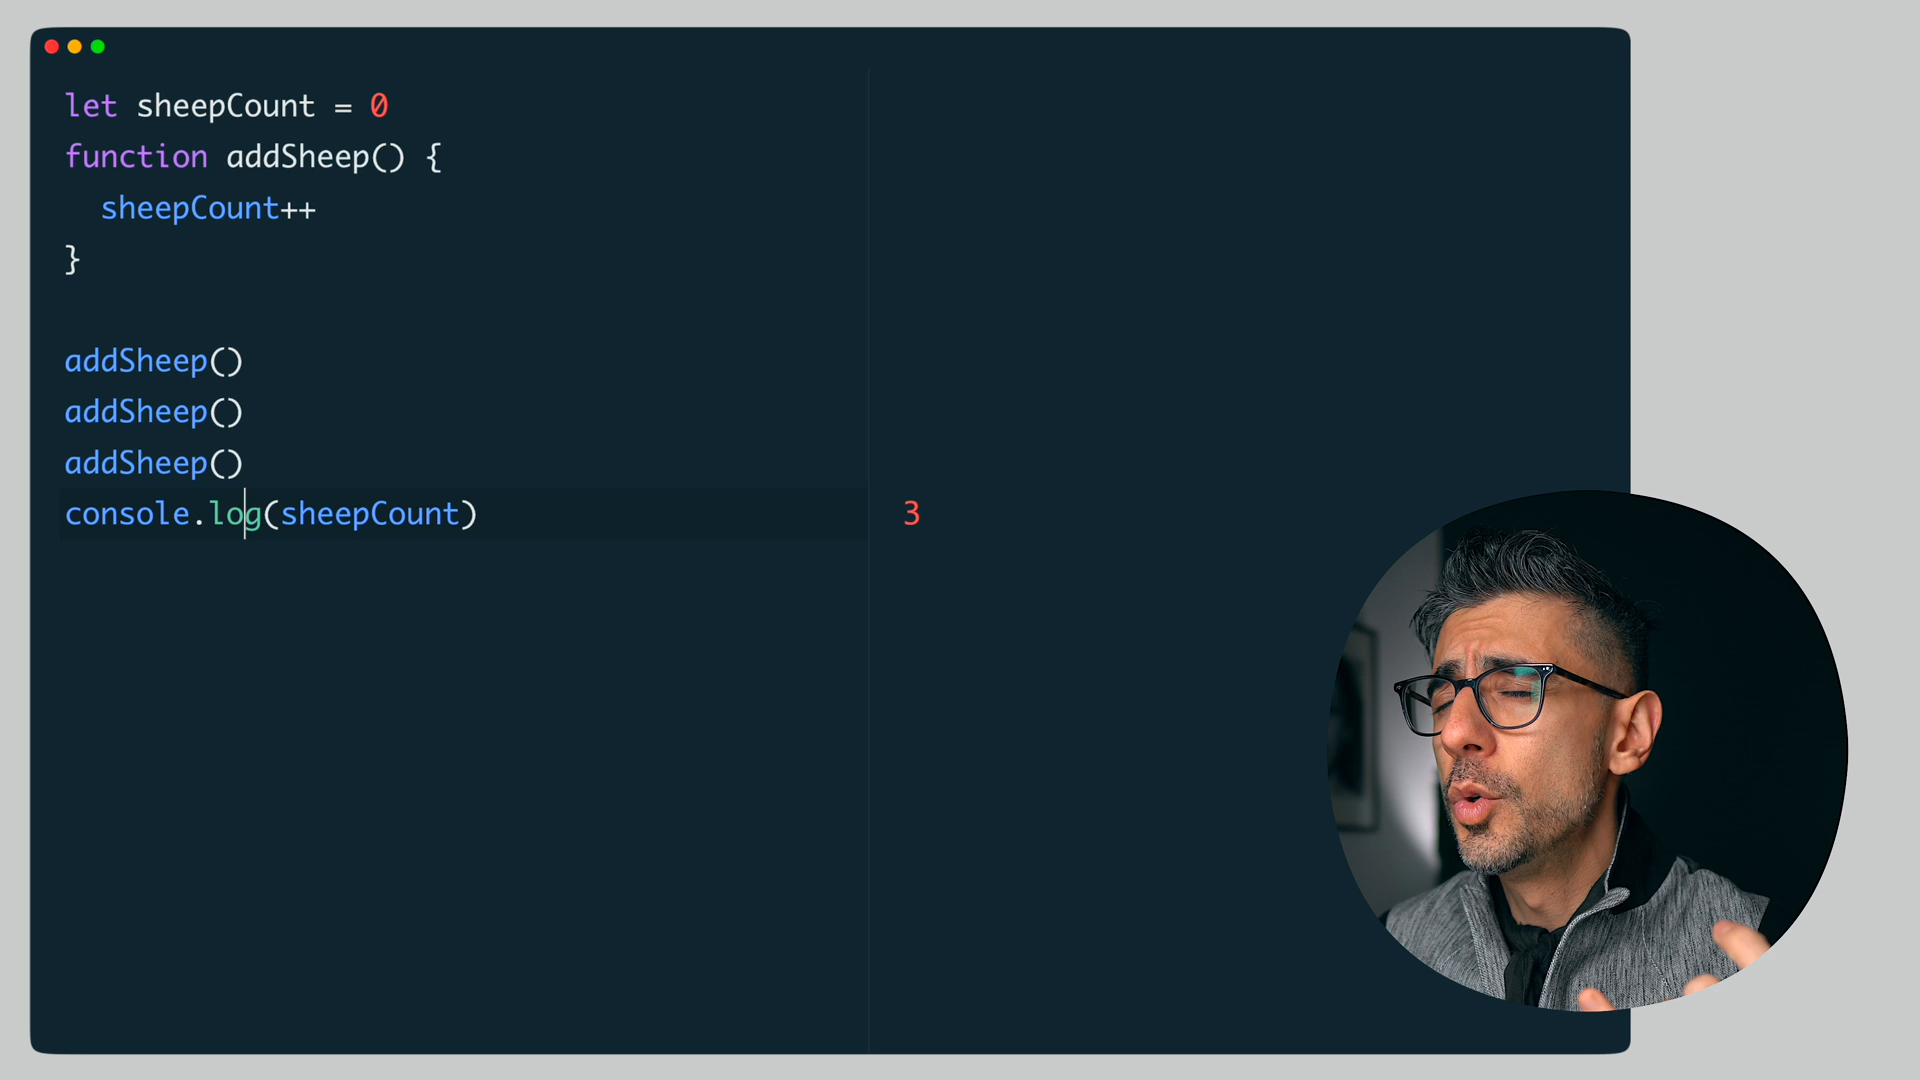 let sheepCount = 0
function addSheep() {
  sheepCount++
}
addSheep()
addSheep()
addSheep()
console.log(sheepCount)
3